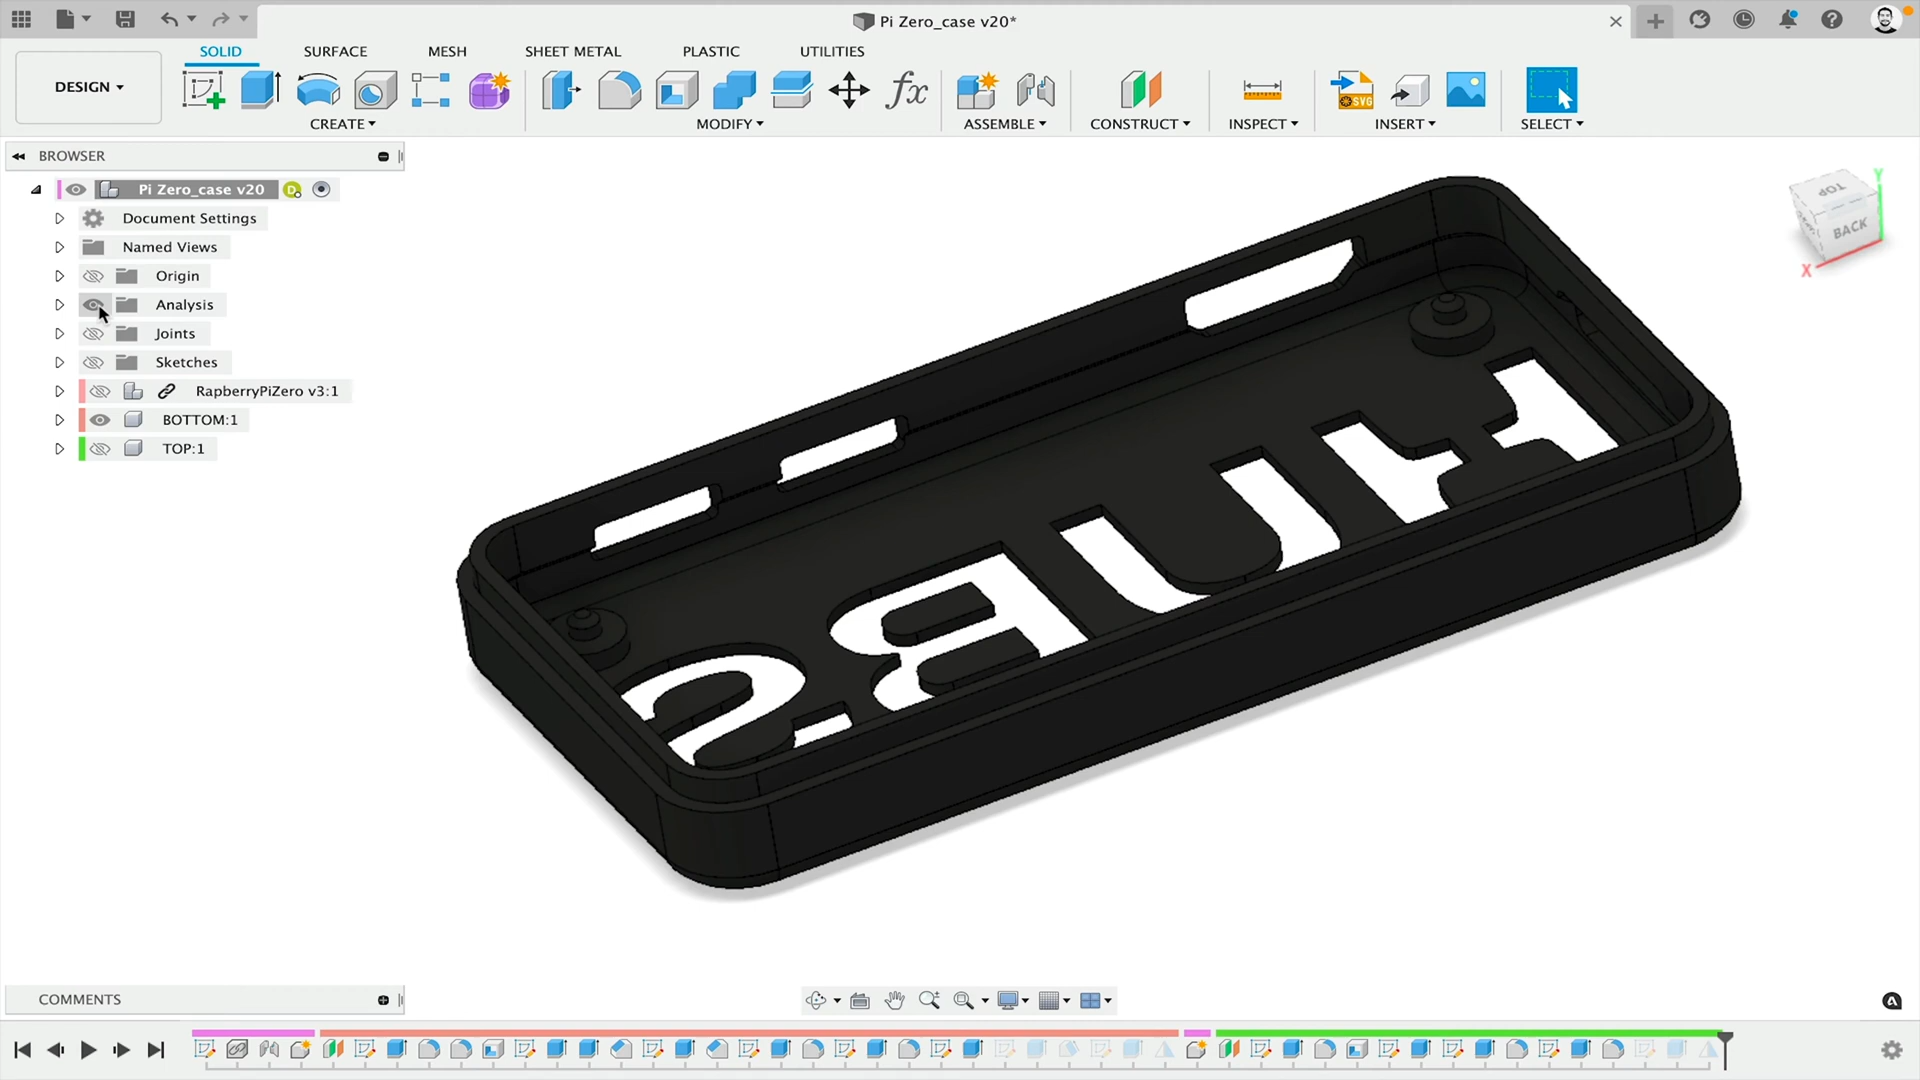 Pi Zero_case v20*
SOLID SURFACE MESH SHEET METAL PLASTIC UTILITIES
DESIGN
SVG
CREATE MODIFY ASSEMBLE CONSTRUCT INSPECT INSERT SELECT
BROWSER
Pi Zero_case v20
Document Settings
Named Views
Origin
Analysis
Joints
Sketches
RapberryPiZero v3:1
BOTTOM:1
TOP:1
TOP
BACK
X
Y
COMMENTS